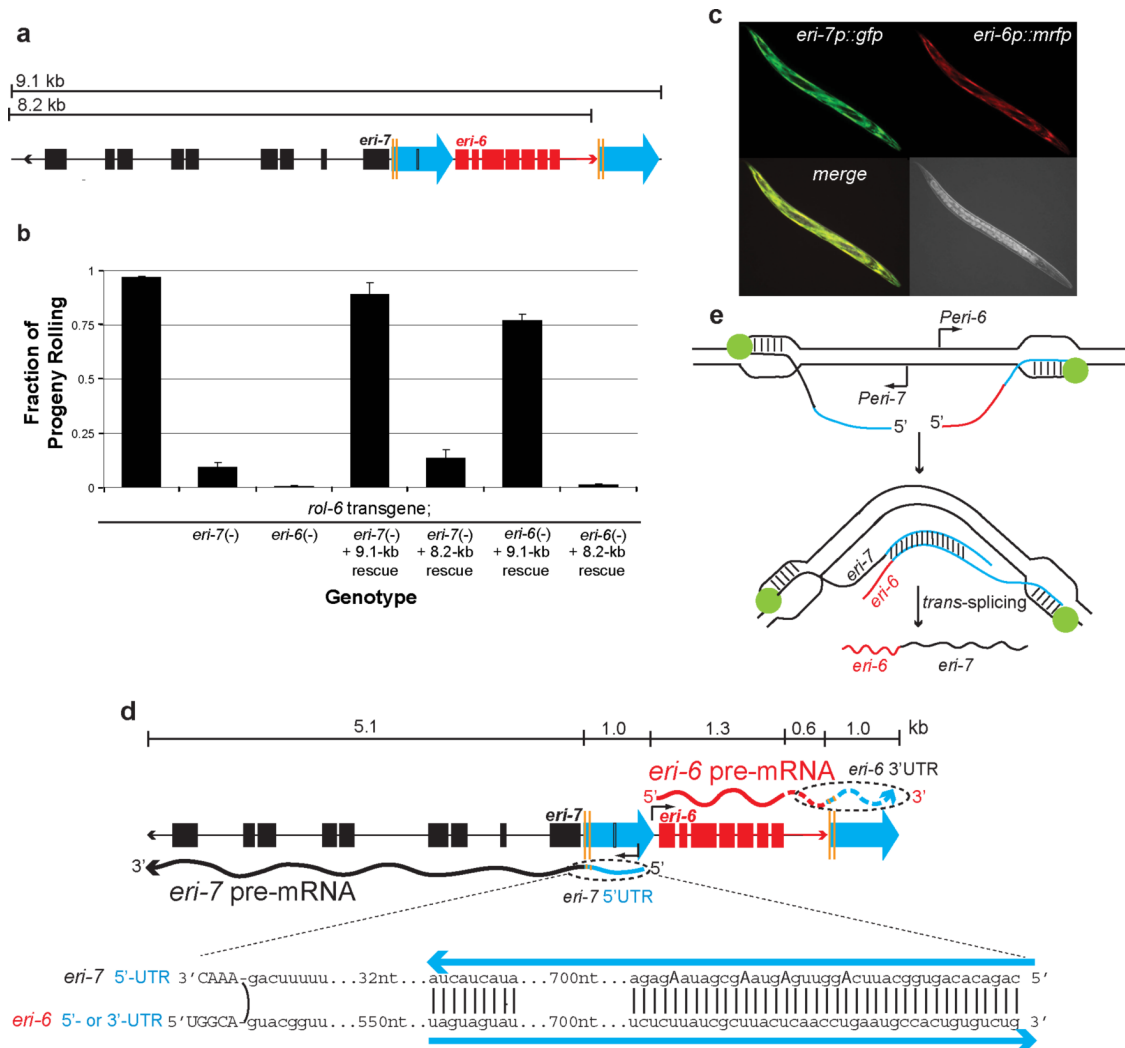 a
9.1 kb
8.2 kb
eri-7
eri-6
b
Fraction of
Progeny Rolling
1
0.75
0.5
0.25
0
rol-6 transgene;
eri-7(-)
eri-6(-)
eri-7(-)
+ 9.1-kb
rescue
eri-7(-)
+ 8.2-kb
rescue
eri-6(-)
+ 9.1-kb
rescue
eri-6(-)
+ 8.2-kb
rescue
Genotype
c
eri-7p::gfp
eri-6p::mrfp
merge
e
Peri-6
Peri-7
5'
5'
eri-7
eri-6
trans-splicing
eri-6
eri-7
d
5.1
1.0
1.3
0.6
1.0
kb
eri-6 pre-mRNA
eri-6 3'UTR
5'
3'
eri-7
eri-6
3'
5'
eri-7 pre-mRNA
eri-7 5'UTR
eri-7 5'-UTR 3'CAAA-gacuuuuu ...32nt...aucaucaua ...700nt... agagAauagcgAaugAguuggAcuuacggugacacagac 5'
eri-6 5'- or 3'-UTR 5'UGGCA-guacgguu ...550nt..uaguaguau ...700nt... ucucuuaucgcuuacucaaccugaaugccacugugucug 3'